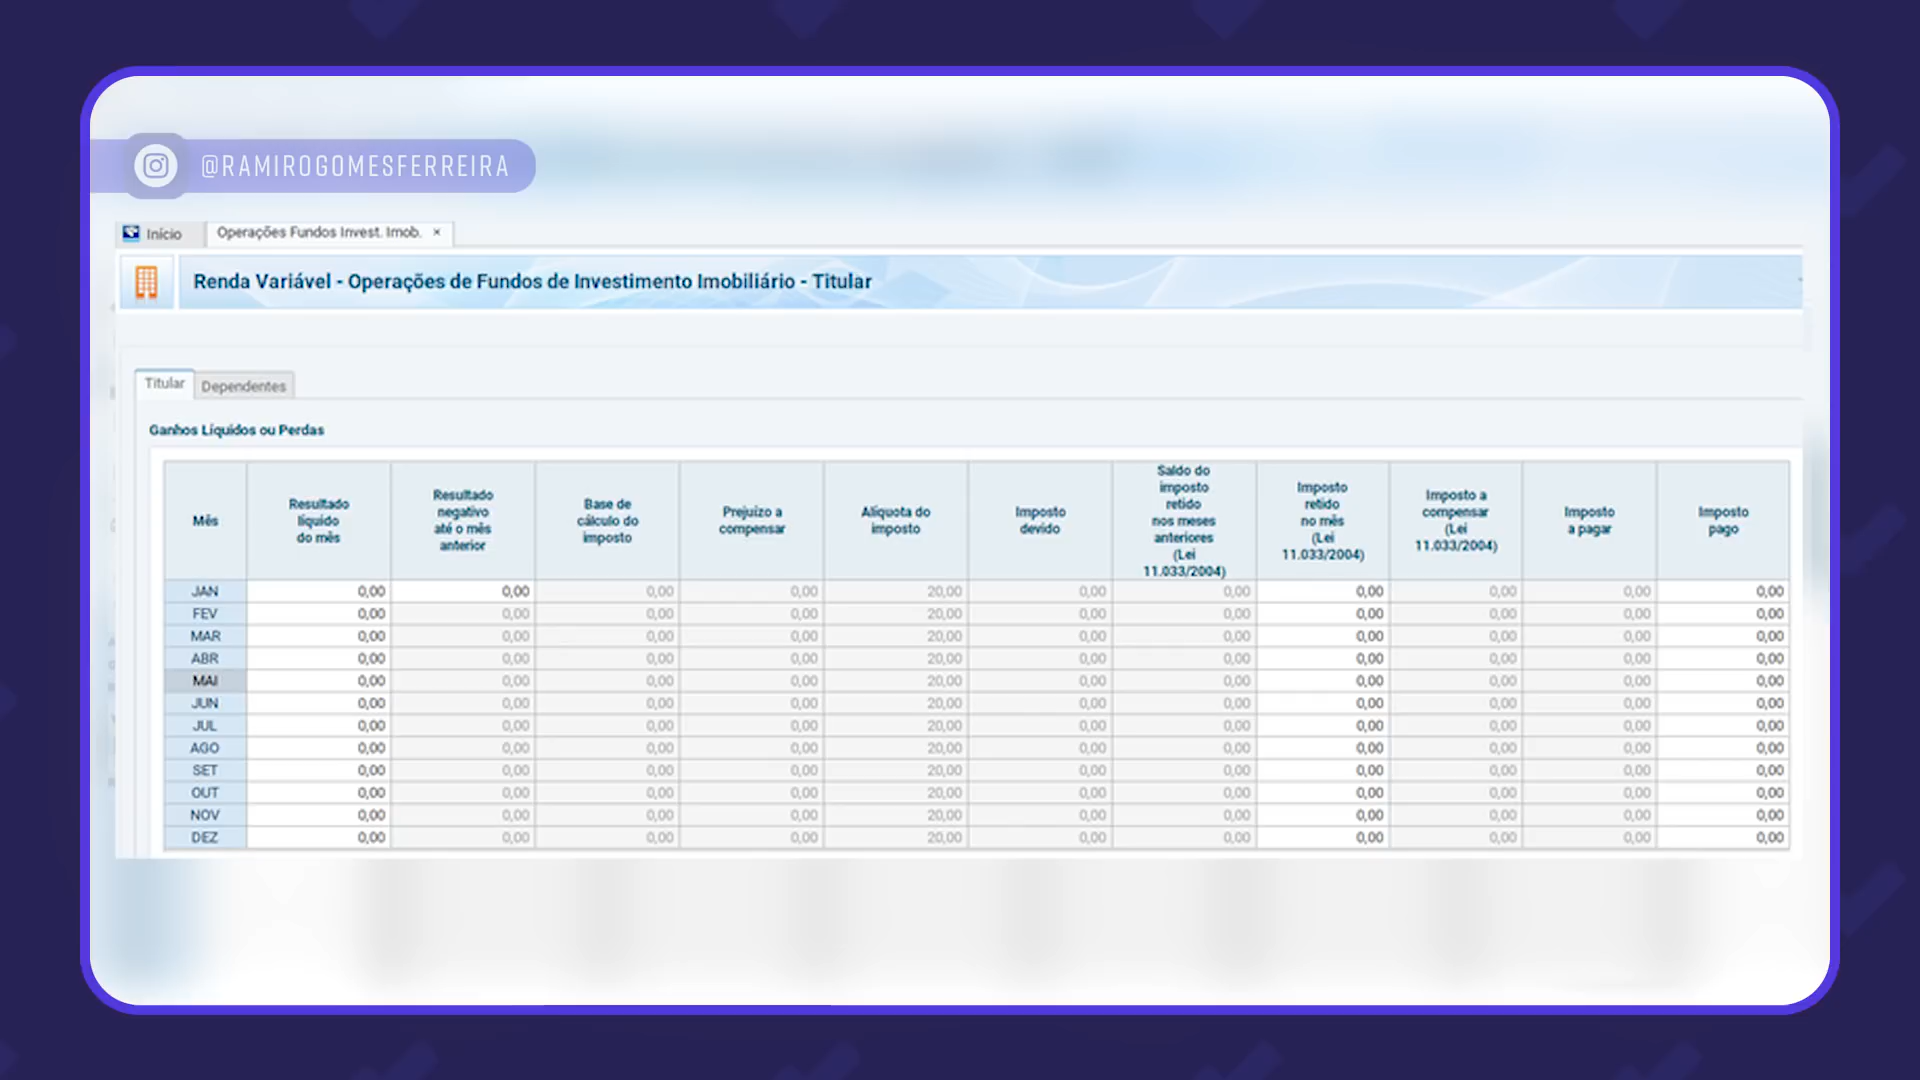 @RAMIROGOMESFERREIRA
Início
Operações Fundos Invest. Imob. ×
Renda Variável - Operações de Fundos de Investimento Imobiliário - Titular
Titular Dependentes
Ganhos Líquidos ou Perdas
Mês
Resultado
líquido
do mês
Resultado
negativo
até o mês
anterior
Base de
cálculo do
imposto
Prejuízo a
compensar
Alíquota do
imposto
Imposto
devido
Saldo do
imposto
retido
nos meses
anteriores
(Lei
11.033/2004)
Imposto
retido
no mês
(Lei
11.033/2004)
Imposto a
compensar
(Lei
11.033/2004)
Imposto
a pagar
Imposto
pago
JAN 0,00 0,00 0,00 0,00 20,00 0,00 0,00 0,00 0,00 0,00 0,00
FEV 0,00 0,00 0,00 0,00 20,00 0,00 0,00 0,00 0,00 0,00 0,00
MAR 0,00 0,00 0,00 0,00 20,00 0,00 0,00 0,00 0,00 0,00 0,00
ABR 0,00 0,00 0,00 0,00 20,00 0,00 0,00 0,00 0,00 0,00 0,00
MAI 0,00 0,00 0,00 0,00 20,00 0,00 0,00 0,00 0,00 0,00 0,00
JUN 0,00 0,00 0,00 0,00 20,00 0,00 0,00 0,00 0,00 0,00 0,00
JUL 0,00 0,00 0,00 0,00 20,00 0,00 0,00 0,00 0,00 0,00 0,00
AGO 0,00 0,00 0,00 0,00 20,00 0,00 0,00 0,00 0,00 0,00 0,00
SET 0,00 0,00 0,00 0,00 20,00 0,00 0,00 0,00 0,00 0,00 0,00
OUT 0,00 0,00 0,00 0,00 20,00 0,00 0,00 0,00 0,00 0,00 0,00
NOV 0,00 0,00 0,00 0,00 20,00 0,00 0,00 0,00 0,00 0,00 0,00
DEZ 0,00 0,00 0,00 0,00 20,00 0,00 0,00 0,00 0,00 0,00 0,00